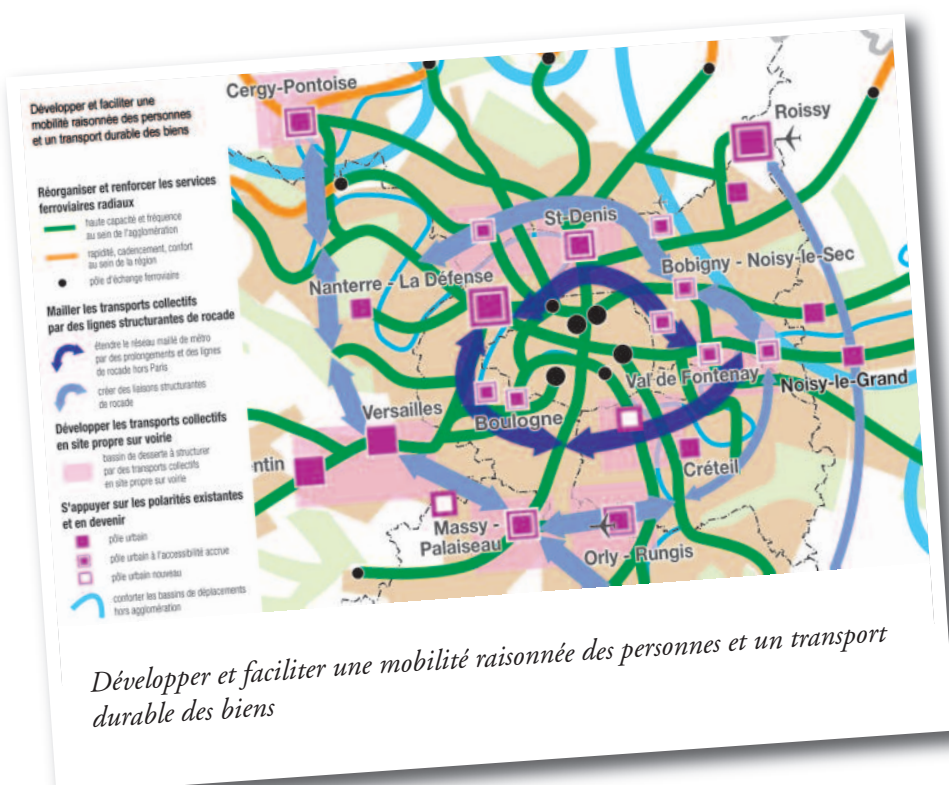 Développer et faciliter une
mobilité raisonnée des personnes
et un transport durable des biens
Réorganiser et renforcer les services
ferroviaires radiaux
haute capacité et fréquence
au sein de l'agglomération
rapidité, cadencement, confort
au sein de la région
pôle d'échange ferroviaire
Mailler les transports collectifs
par des lignes structurantes de rocade
étendre le réseau maillé de métro
par des prolongements et des lignes
de rocade hors Paris
créer des liaisons structurantes
de rocade
Développer les transports collectifs
en site propre sur voirie
bassin de desserte à structurer
par des transports collectifs
en site propre sur voirie
S'appuyer sur les polarités existantes
et en devenir
pôle urbain
pôle urbain à l'accessibilité accrue
pôle urbain nouveau
conforter les bassins de déplacements
hors agglomération
Cergy-Pontoise
Roissy
St-Denis
Bobigny - Noisy-le-Sec
Nanterre - La Défense
Val de Fontenay
Noisy-le-Grand
Versailles
Boulogne
ntin
Créteil
Massy -
Palaiseau
Orly - Rungis
Développer et faciliter une mobilité raisonnée des personnes et un transport
durable des biens